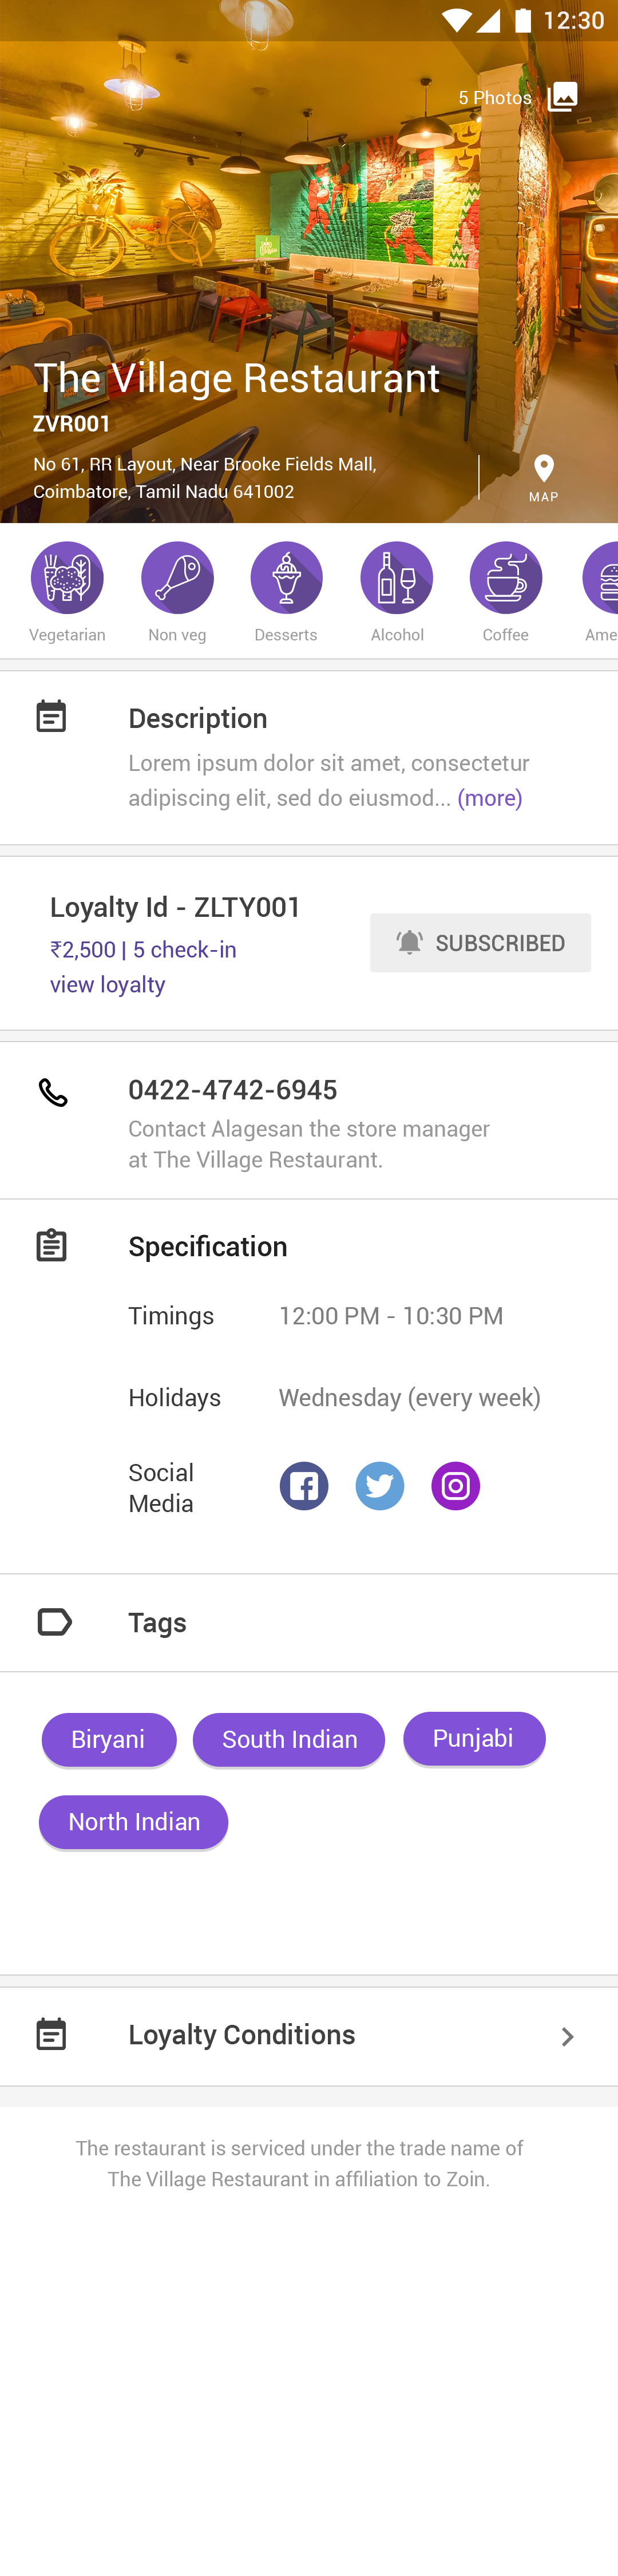 12:30
5 Photos
The Village Restaurant
ZVR001
No 61, RR Layout, Near Brooke Fields Mall,
Coimbatore, Tamil Nadu 641002
MAP
Vegetarian
Non veg
Desserts
Alcohol
Coffee
Ame
Description
Lorem ipsum dolor sit amet, consectetur
adipiscing elit, sed do eiusmod... (more)
Loyalty Id - ZLTY001
₹2,500 | 5 check-in
view loyalty
SUBSCRIBED
0422-4742-6945
Contact Alagesan the store manager
at The Village Restaurant.
Specification
Timings 12:00 PM - 10:30 PM
Holidays Wednesday (every week)
Social
Media
Tags
Biryani South Indian Punjabi
North Indian
Loyalty Conditions
The restaurant is serviced under the trade name of
The Village Restaurant in affiliation to Zoin.